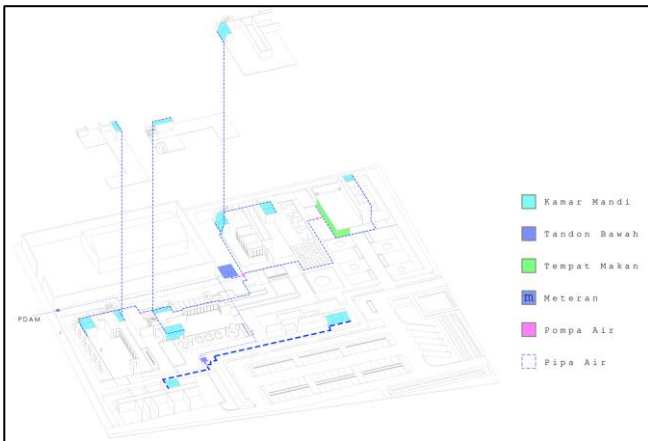 PDAM
Kamar Mandi
Tandon Bawah
Tempat Makan
m Meteran
Pompa Air
Pipa Air